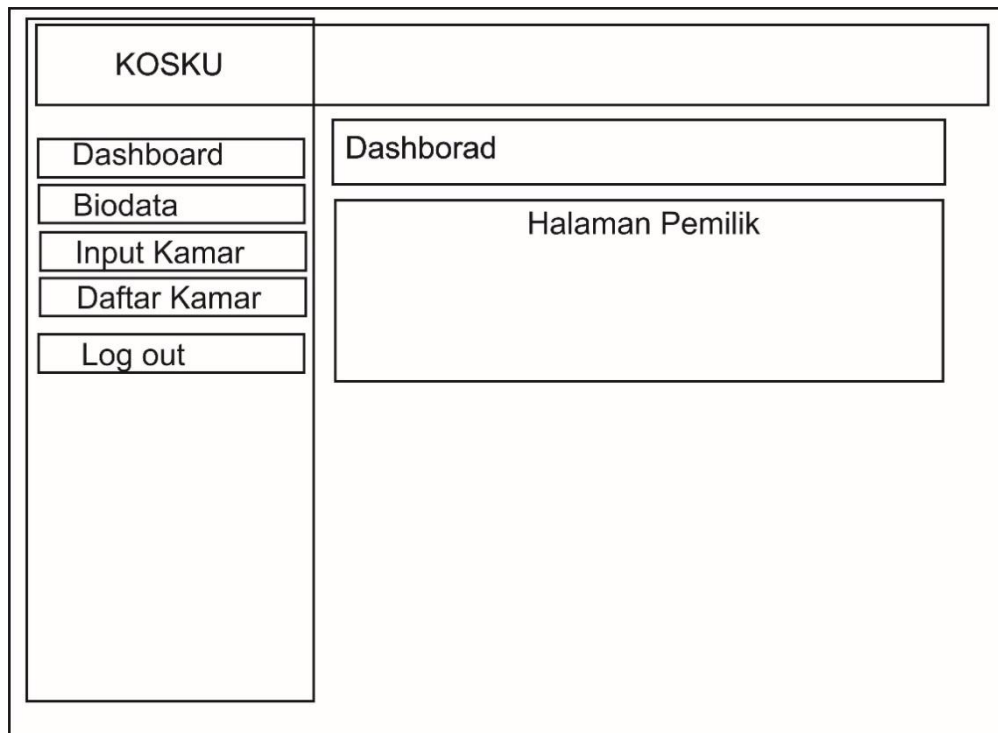 KOSKU
Dashboard
Biodata
Input Kamar
Daftar Kamar
Log out
Dashborad
Halaman Pemilik